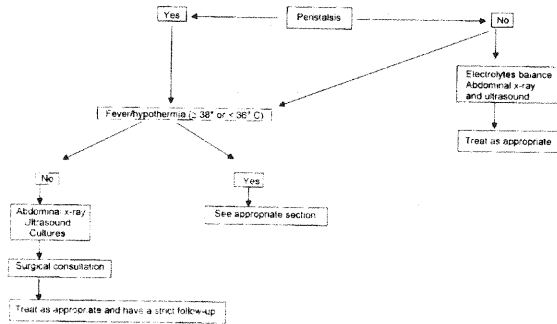 Yes
Penstalsis
No
Electrolytes balance
Abdominal x-ray
and ultrasound
Fever/hypothermia (≥ 38° or < 36° C)
Treat as appropriate
No
Yes
Abdominal x-ray
Ultrasound
Cultures
See appropriate section
Surgical consultation
Treat as appropriate and have a strict follow-up